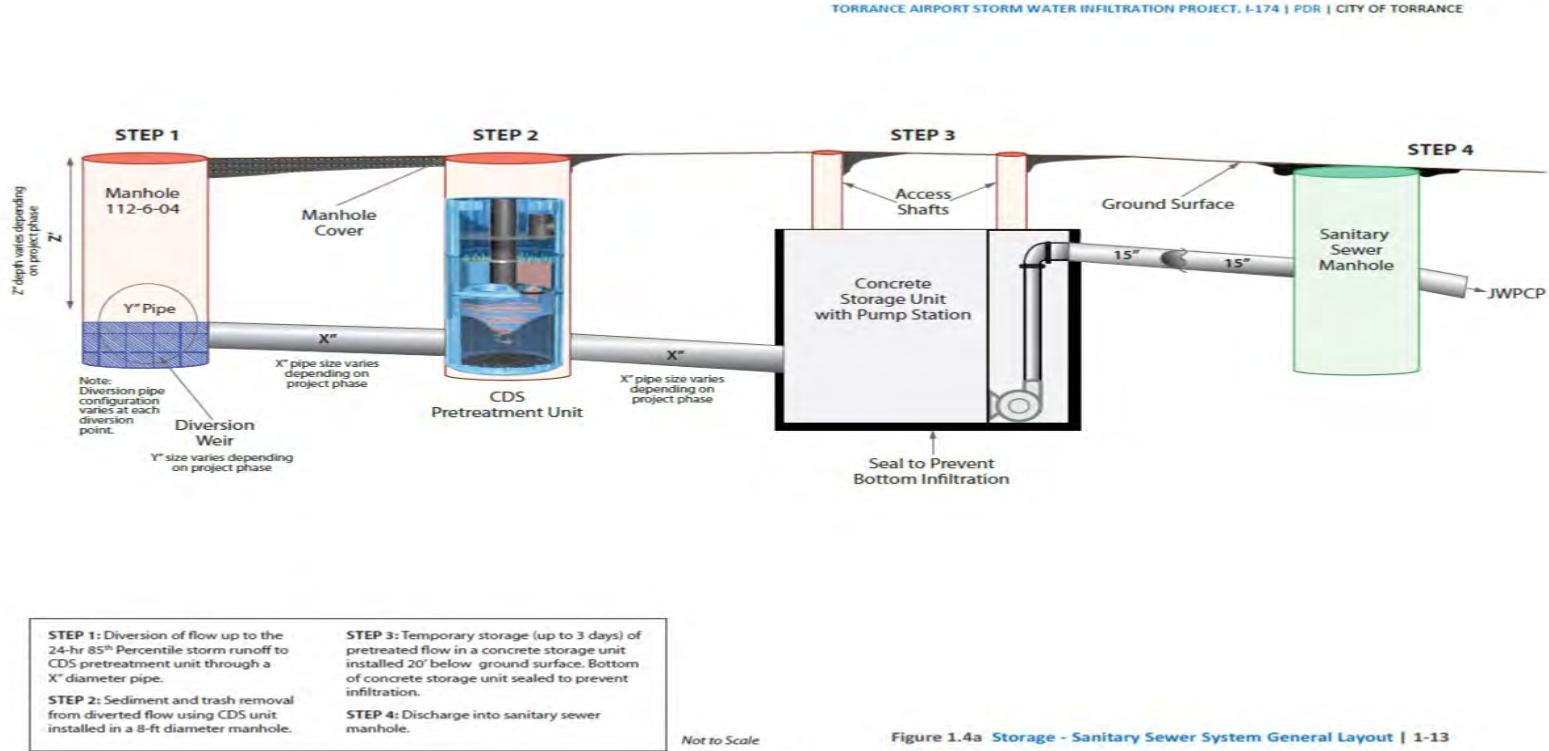 TORRANCE AIRPORT STORM WATER INFILTRATION PROJECT, I-174 | PDR | CITY OF TORRANCE
STEP 1
STEP 2
STEP 3
STEP 4
Z' depth varies depending
on project phase
Z'
Manhole
112-6-04
Manhole
Cover
Access
Shafts
Ground Surface
Sanitary
Sewer
Manhole
Y" Pipe
X"
X" pipe size varies
depending on
project phase
X"
X" pipe size varies
depending on
project phase
Concrete
Storage Unit
with Pump Station
15"
15"
JWPCP
Note:
Diversion pipe
configuration
varies at each
diversion
point.
Diversion
Weir
Y" size varies depending
on project phase
CDS
Pretreatment Unit
Seal to Prevent
Bottom Infiltration
STEP 1: Diversion of flow up to the
24-hr 85th Percentile storm runoff to
CDS pretreatment unit through a
X" diameter pipe.
STEP 2: Sediment and trash removal
from diverted flow using CDS unit
installed in a 8-ft diameter manhole.
STEP 3: Temporary storage (up to 3 days) of
pretreated flow in a concrete storage unit
installed 20' below ground surface. Bottom
of concrete storage unit sealed to prevent
infiltration.
STEP 4: Discharge into sanitary sewer
manhole.
Not to Scale
Figure 1.4a Storage - Sanitary Sewer System General Layout | 1-13